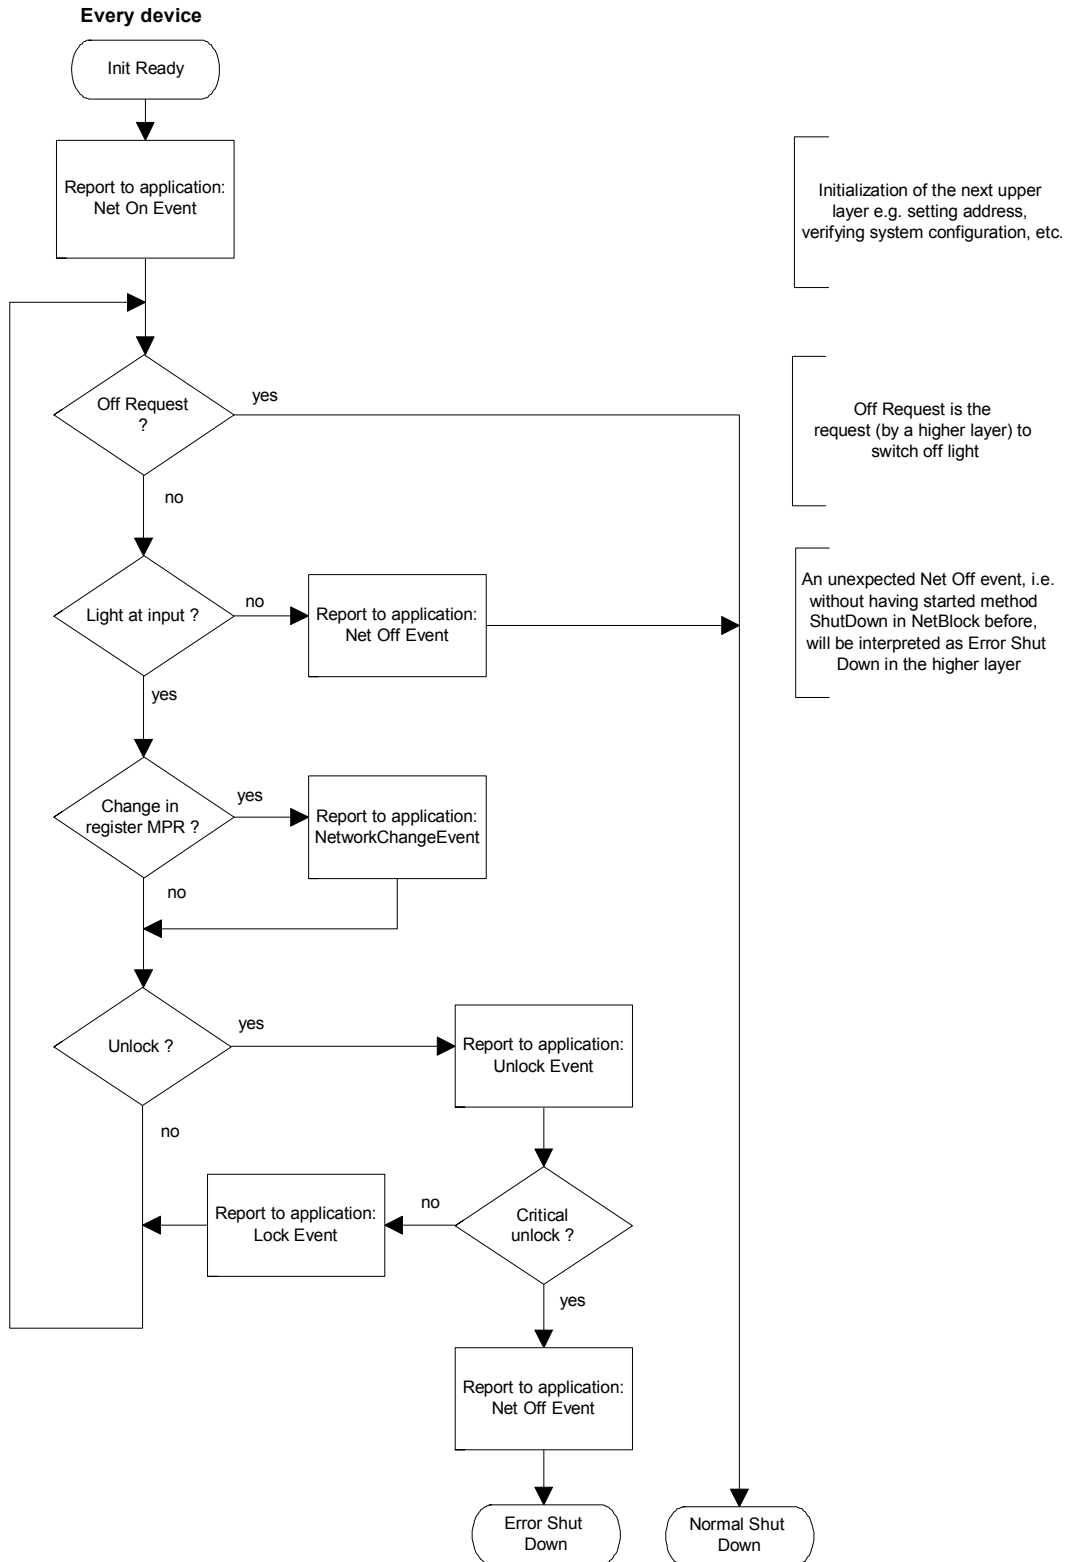 Every device
Init Ready
Report to application:
Net On Event
Initialization of the next upper
layer e.g. setting address,
verifying system configuration, etc.
Off Request
?
yes
no
Off Request is the
request (by a higher layer) to
switch off light
Light at input ?
no
yes
Report to application:
Net Off Event
An unexpected Net Off event, i.e.
without having started method
ShutDown in NetBlock before,
will be interpreted as Error Shut
Down in the higher layer
Change in
register MPR ?
yes
no
Report to application:
NetworkChangeEvent
Unlock ?
yes
no
Report to application:
Unlock Event
Critical
unlock ?
no
yes
Report to application:
Lock Event
Report to application:
Net Off Event
Error Shut
Down
Normal Shut
Down